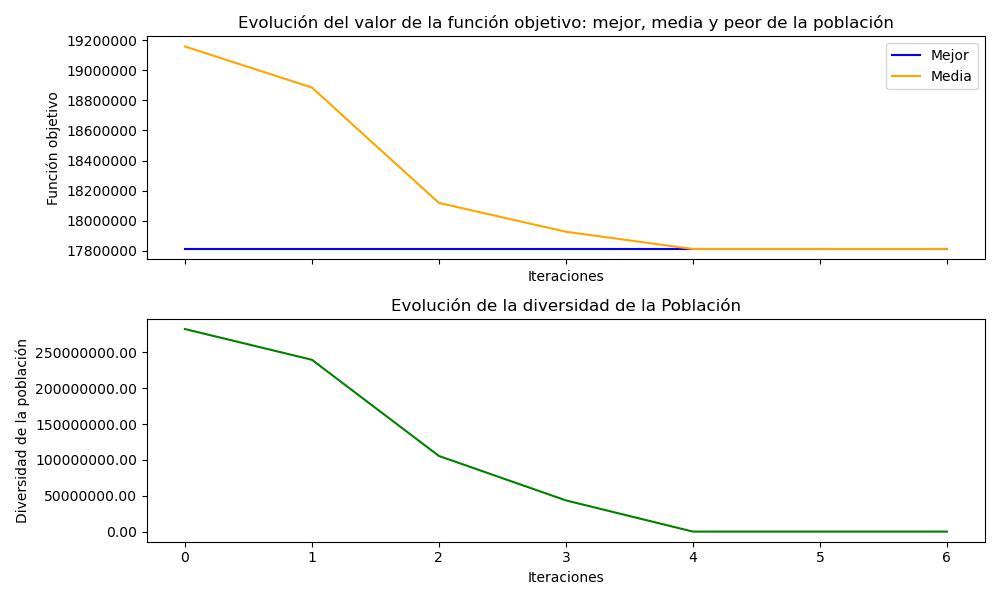 Evolución del valor de la función objetivo: mejor, media y peor de la población
19200000
19000000
18800000
18600000
18400000
18200000
18000000
17800000
Función objetivo
Mejor
Media
Iteraciones
Evolución de la diversidad de la Población
250000000.00
200000000.00
150000000.00
100000000.00
50000000.00
0.00
Diversidad de la población
0 1 2 3 4 5 6
Iteraciones